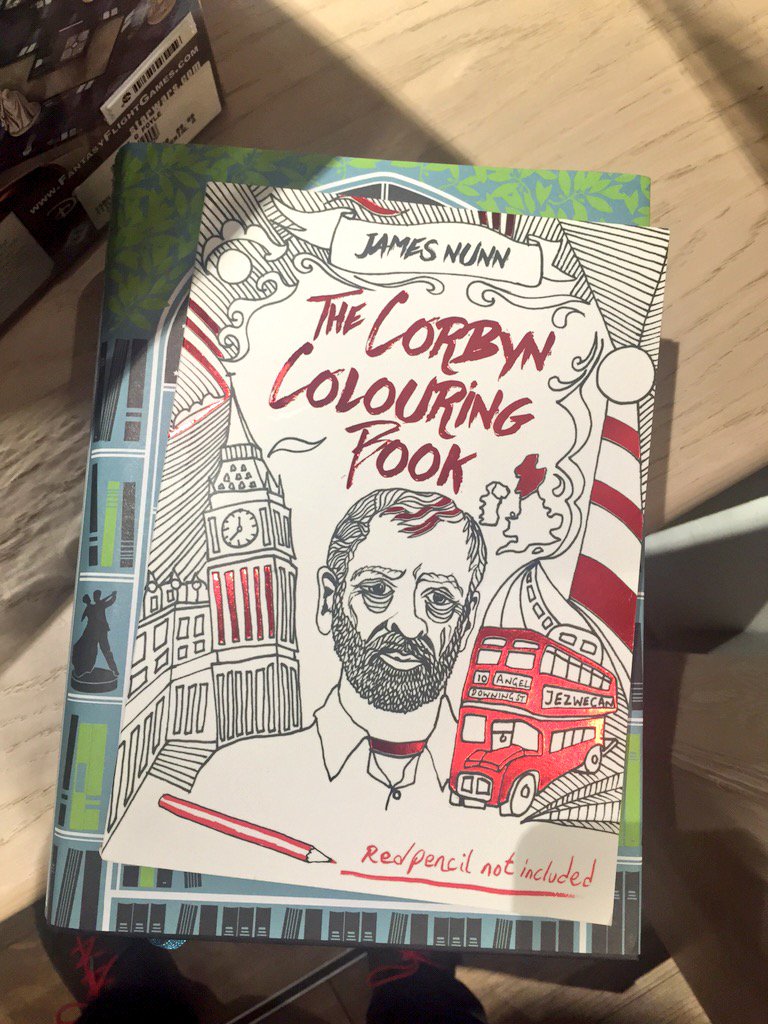 WWW.FANTASYFLIGHTGAMES.COM
JAMES NUNN
THE CORBYN
COLOURING
BOOK
10 ANGEL
DOWNING ST
JEZWECAN
Red pencil not included